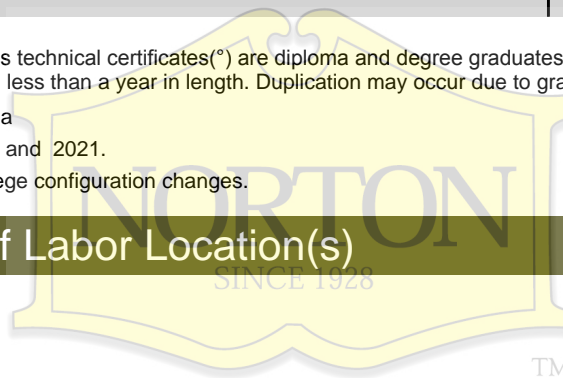 s technical certificates(°) are diploma and degree graduates
less than a year in length. Duplication may occur due to gra
a
and 2021.
ege configuration changes.
f Labor Location(s)
NORTON
SINCE 1928
TM